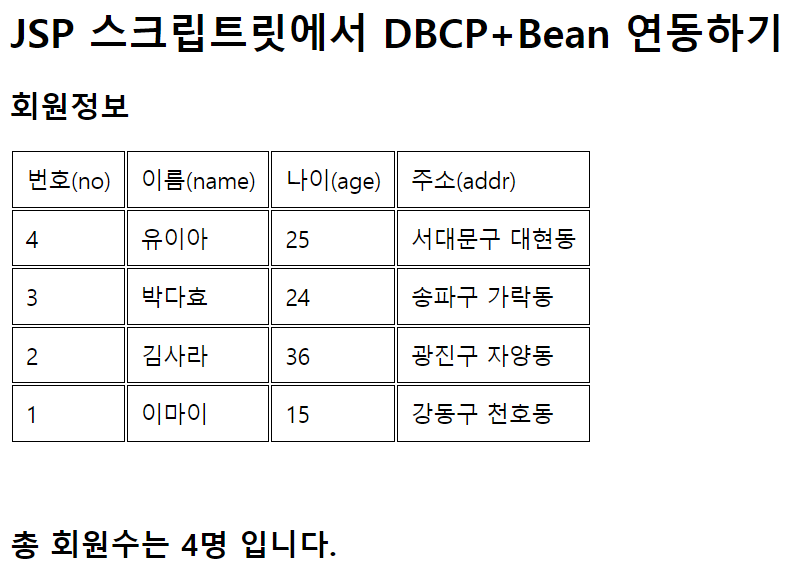 JSP 스크립트릿에서 DBCP+Bean 연동하기
회원정보
번호(no) 이름(name) 나이(age) 주소(addr)
4 유이아 25 서대문구 대현동
3 박다효 24 송파구 가락동
2 김사라 36 광진구 자양동
1 이마이 15 강동구 천호동
총 회원수는 4명 입니다.